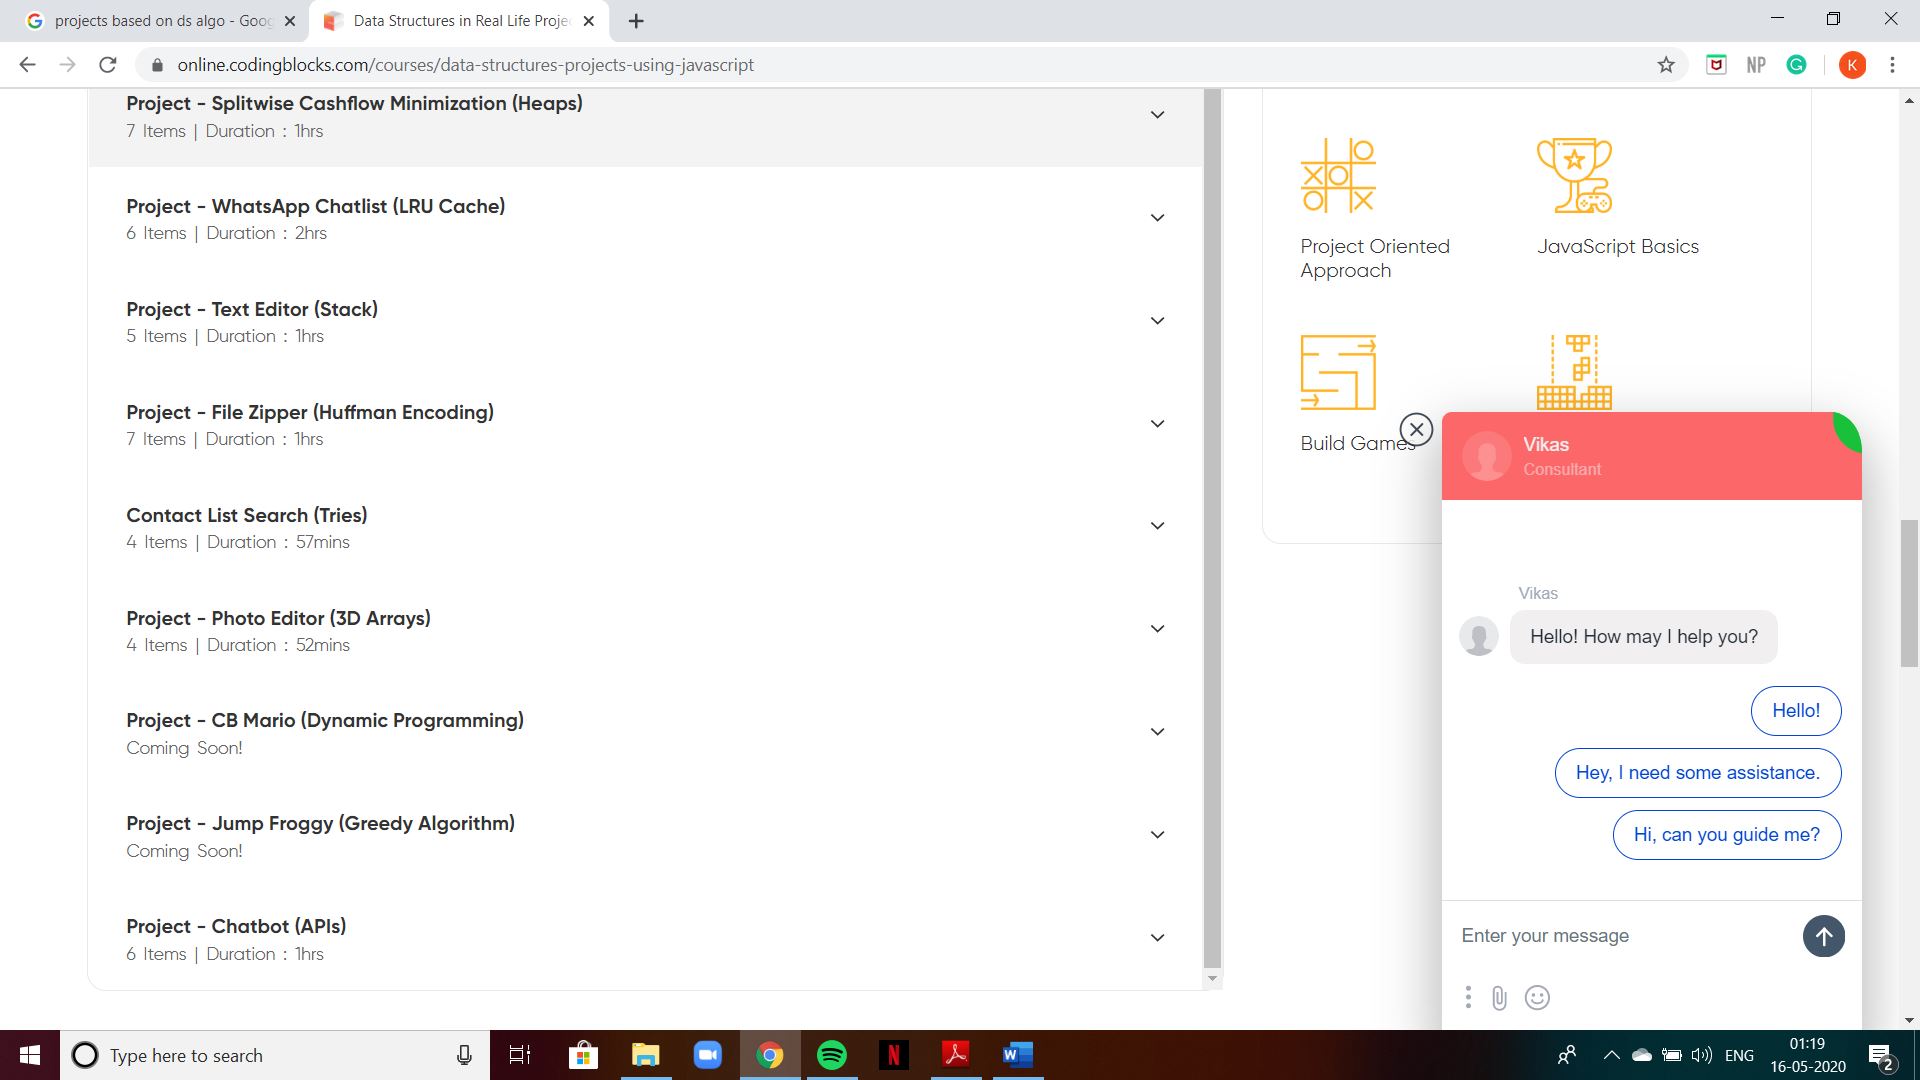 projects based on ds algo - Goog
Data Structures in Real Life Proje
online.codingblocks.com/courses/data-structures-projects-using-javascript
NP
G
K
Project - Splitwise Cashflow Minimization (Heaps)
7 Items | Duration : 1hrs
Project - WhatsApp Chatlist (LRU Cache)
6 Items | Duration : 2hrs
Project - Text Editor (Stack)
5 Items | Duration : 1hrs
Project - File Zipper (Huffman Encoding)
7 Items | Duration : 1hrs
Contact List Search (Tries)
4 Items | Duration : 57mins
Project - Photo Editor (3D Arrays)
4 Items | Duration : 52mins
Project - CB Mario (Dynamic Programming)
Coming Soon!
Project - Jump Froggy (Greedy Algorithm)
Coming Soon!
Project - Chatbot (APIs)
6 Items | Duration : 1hrs
Project Oriented
Approach
JavaScript Basics
Build Games
Vikas
Consultant
Vikas
Hello! How may I help you?
Hello!
Hey, I need some assistance.
Hi, can you guide me?
Enter your message
Type here to search
N
W
ENG
01:19
16-05-2020
2